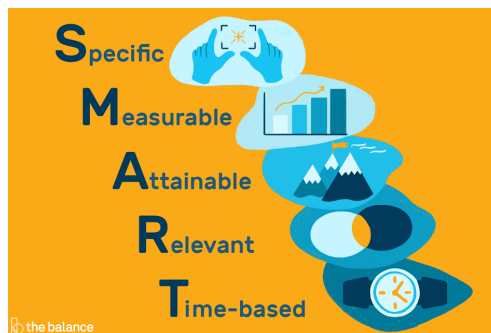 Specific
Measurable
Attainable
Relevant
Time-based
the balance